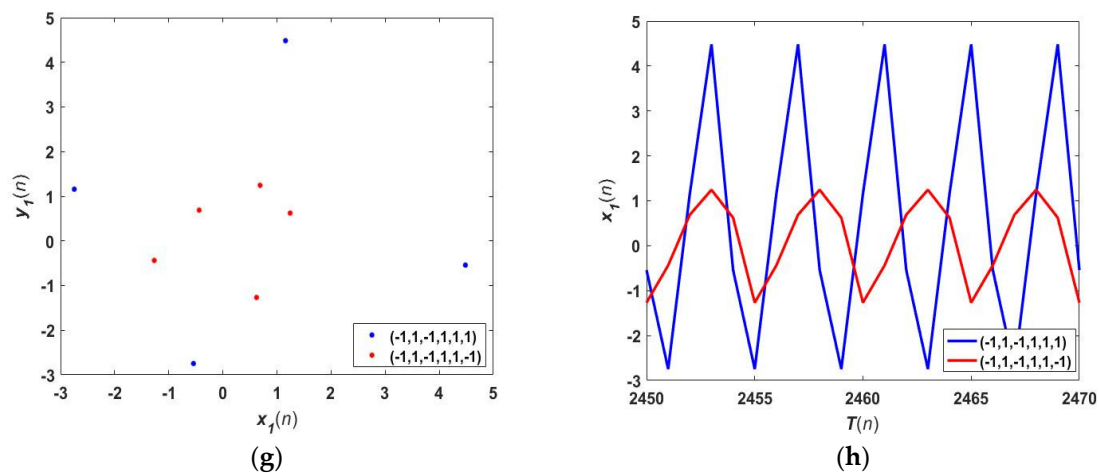 5
4
3
2
1
0
-1
-2
-3
y₁(n)
-3 -2 -1 0 1 2 3 4 5
x₁(n)
(-1,1,-1,1,1,1)
(-1,1,-1,1,1,-1)
(g)
5
4
3
2
1
0
-1
-2
-3
x₁(n)
2450 2455 2460 2465 2470
T(n)
(-1,1,-1,1,1,1)
(-1,1,-1,1,1,-1)
(h)